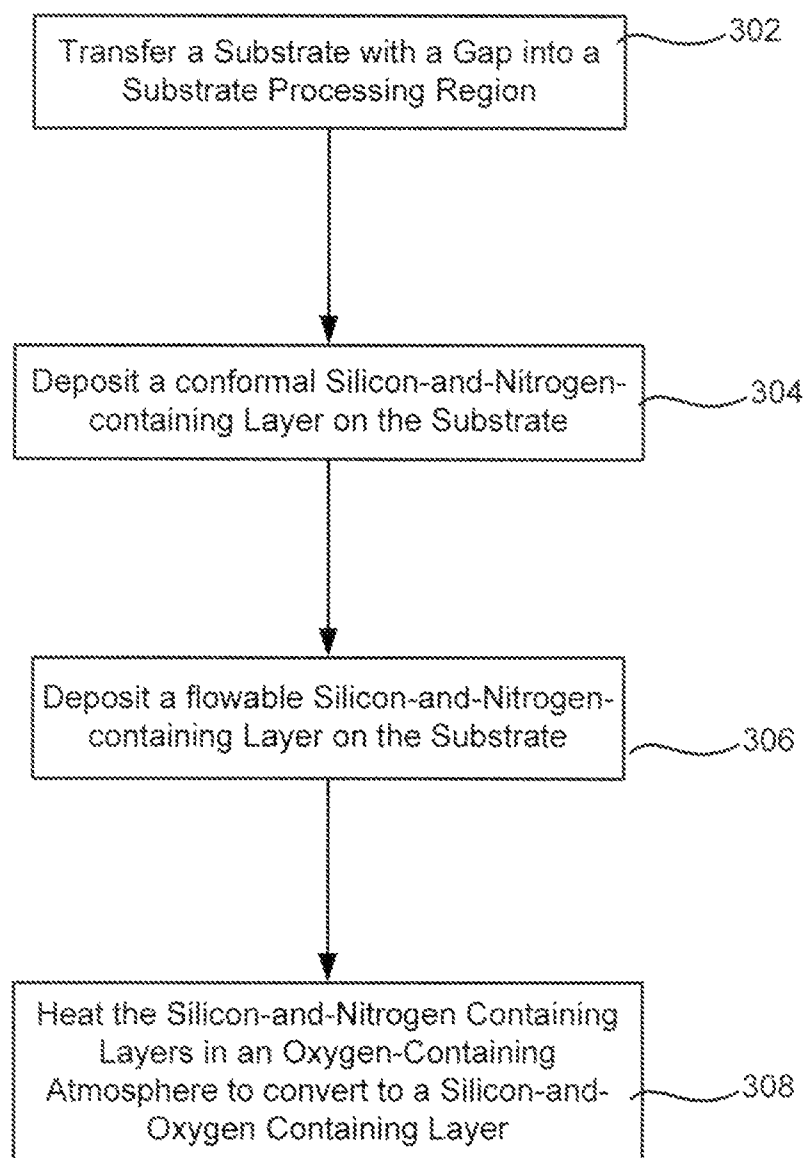 Transfer a Substrate with a Gap into a
Substrate Processing Region
302
Deposit a conformal Silicon-and-Nitrogen-
containing Layer on the Substrate
304
Deposit a flowable Silicon-and-Nitrogen-
containing Layer on the Substrate
306
Heat the Silicon-and-Nitrogen Containing
Layers in an Oxygen-Containing
Atmosphere to convert to a Silicon-and-
Oxygen Containing Layer
308